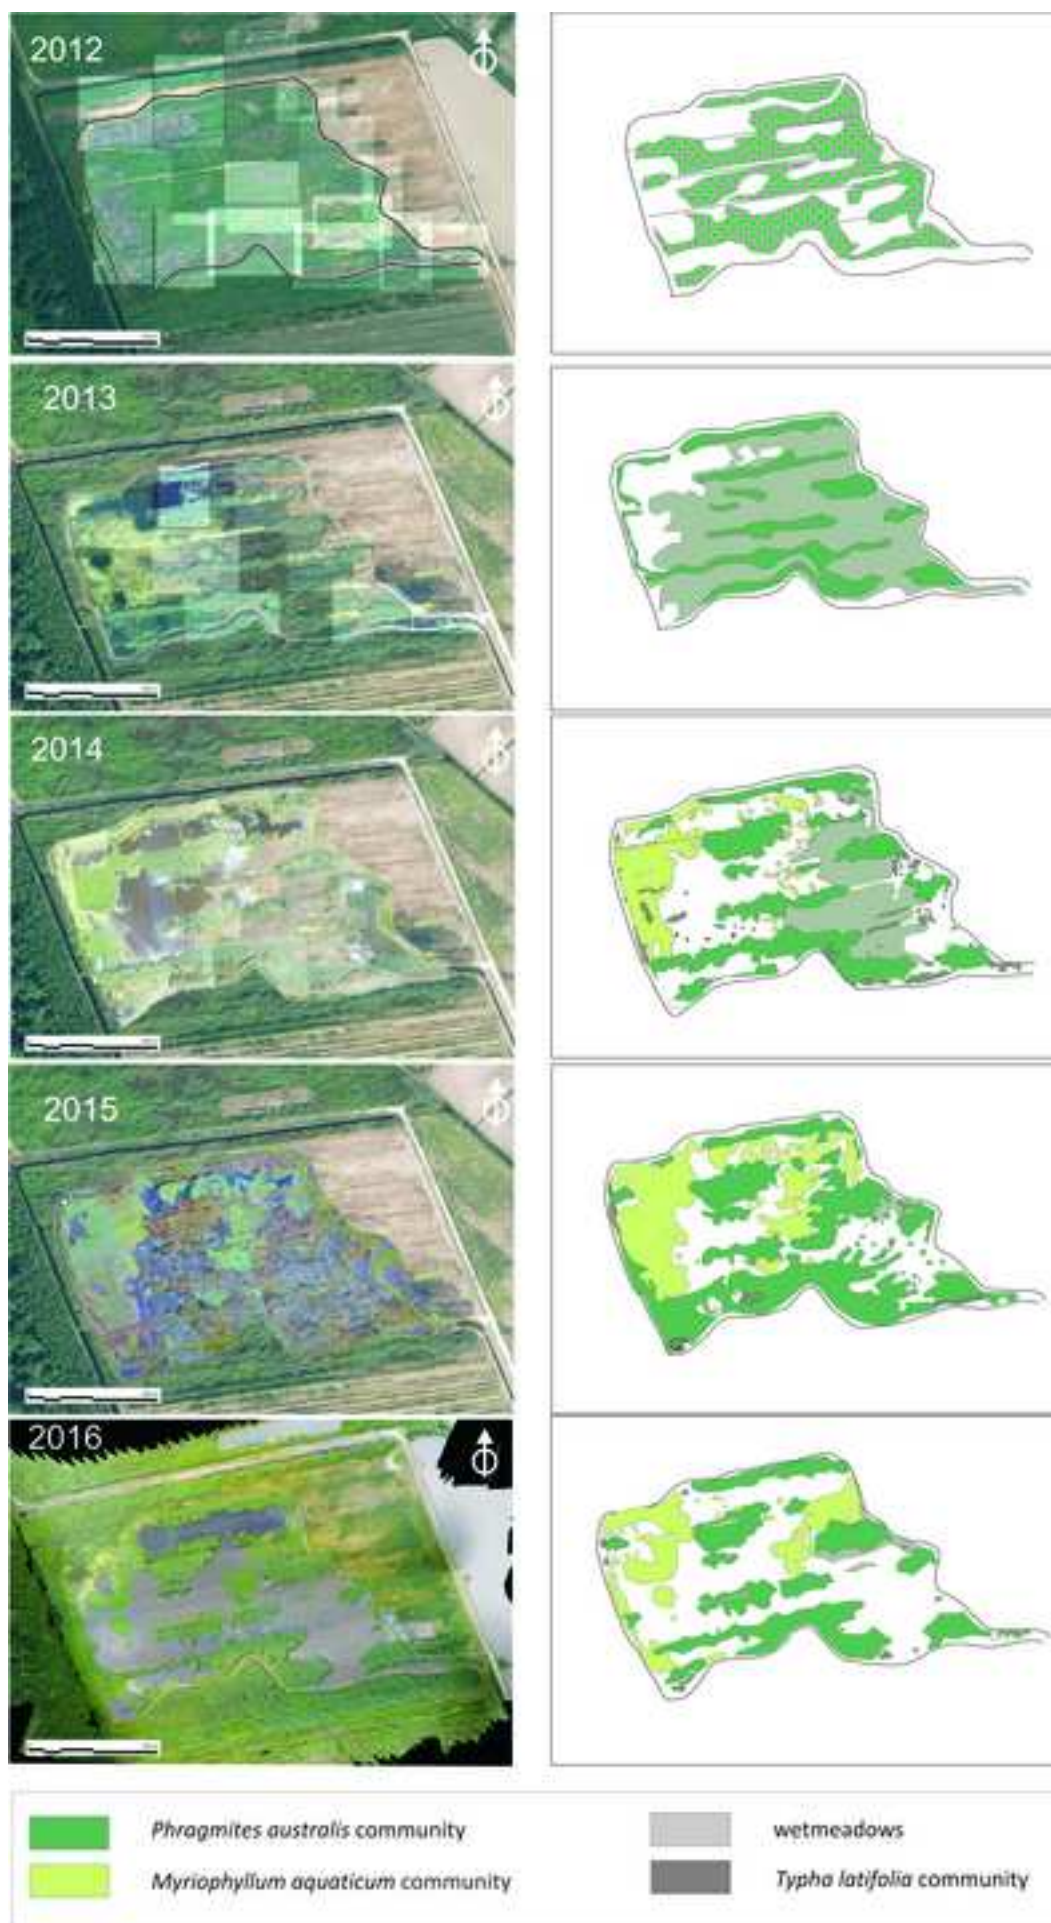 2012
2013
2014
2015
2016
Phragmites australis community
wetmeadows
Myriophyllum aquaticum community
Typha latifolia community